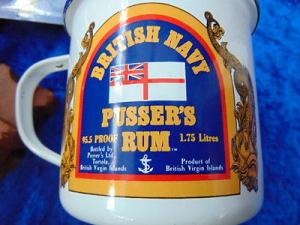 BRITISH NAVY
PUSSER'S
95.5 PROOF RUM™ 1.75 Litres
Bottled by
Pusser's Ltd.,
Tortola,
British Virgin Islands
Product of
British Virgin Islands